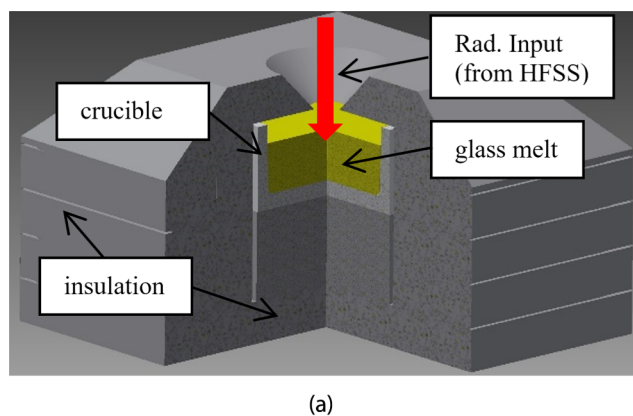 Rad. Input
(from HFSS)
crucible
glass melt
insulation
(a)